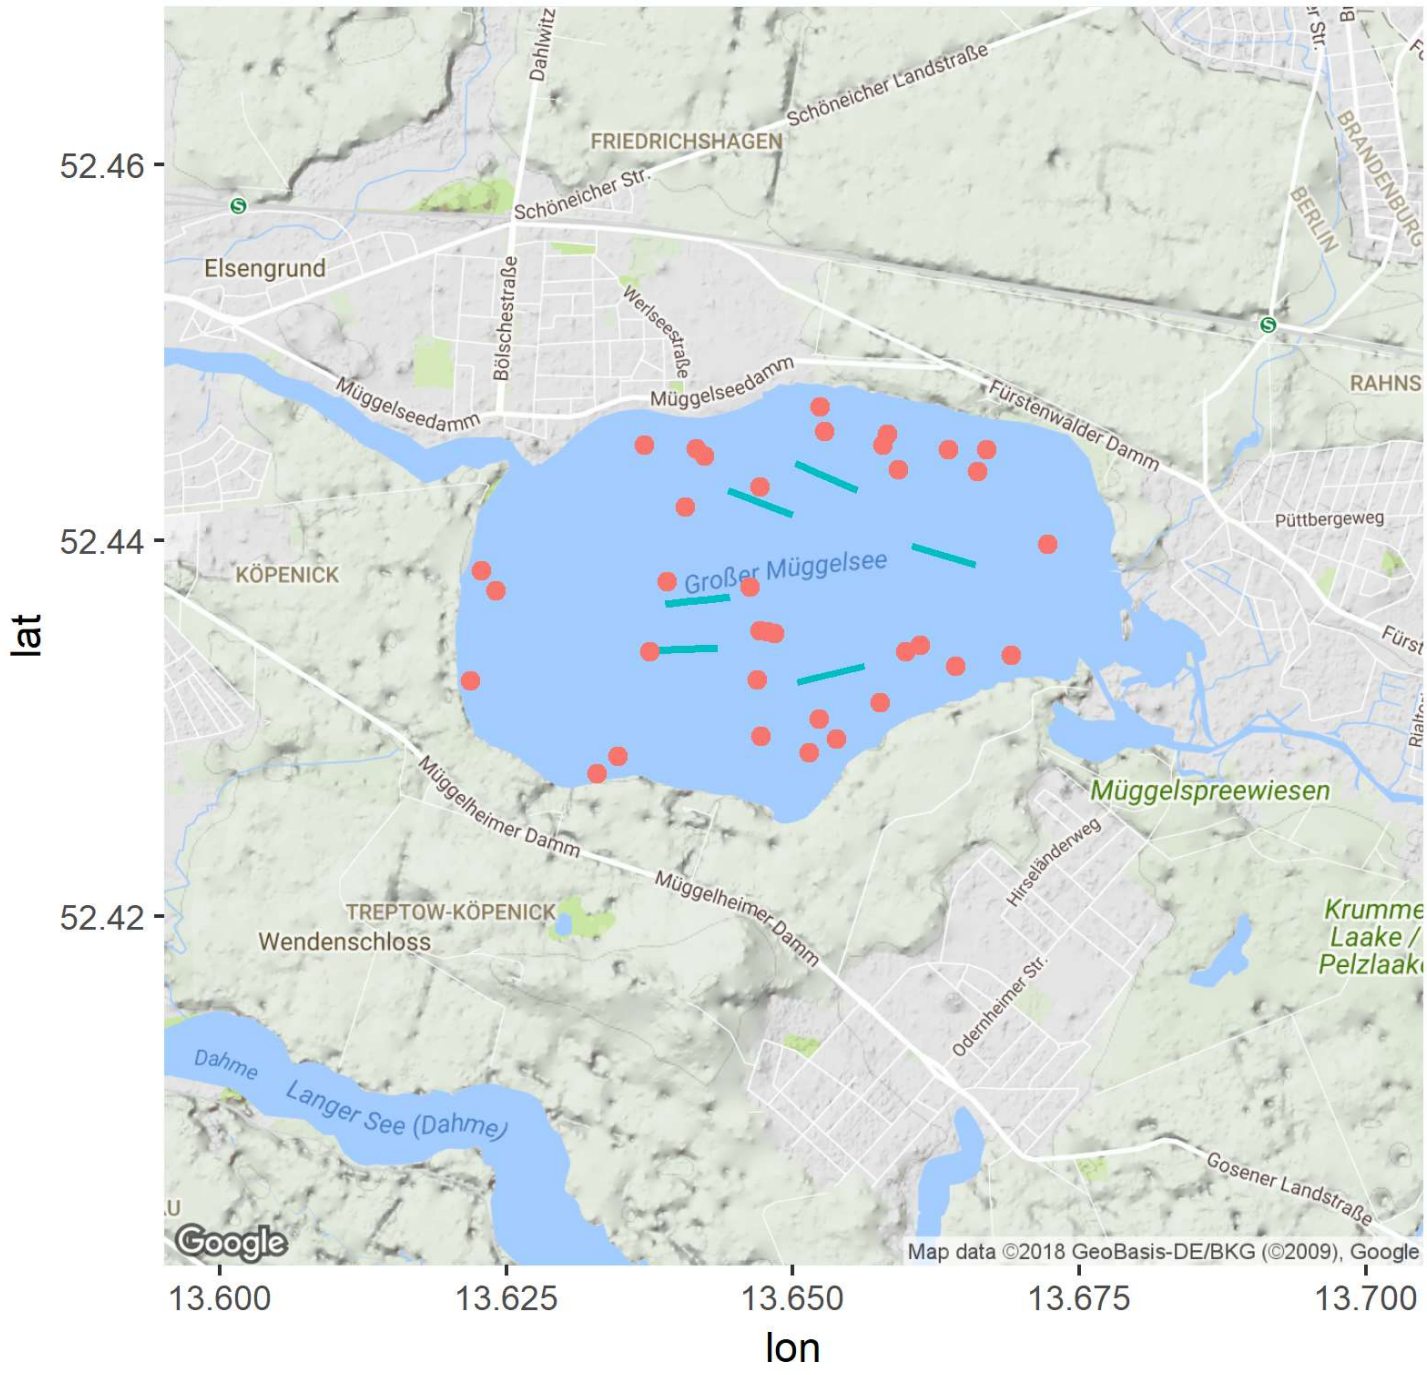 Dahlwitz
Schöneicher Landstraße
FRIEDRICHSHAGEN
BRANDENBURG
BERLIN
52.46
Schöneicher Str.
S
Elsengrund
Bölschestraße
Werlseestraße
S
RAHNS
Müggelseedamm
Müggelseedamm
Fürstenwalder Damm
Püttbergeweg
52.44
KÖPENICK
Großer Müggelsee
lat
Fürst
Müggelheimer Damm
Müggelspreewiesen
Hirseländerweg
Müggelheimer Damm
52.42
TREPTOW-KÖPENICK
Wendenschloss
Krumme
Laake /
Pelzlaake
Odernheimer Str.
Dahme
Langer See (Dahme)
Gosener Landstraße
Google
Map data ©2018 GeoBasis-DE/BKG (©2009), Google
13.600
13.625
13.650
13.675
13.700
lon